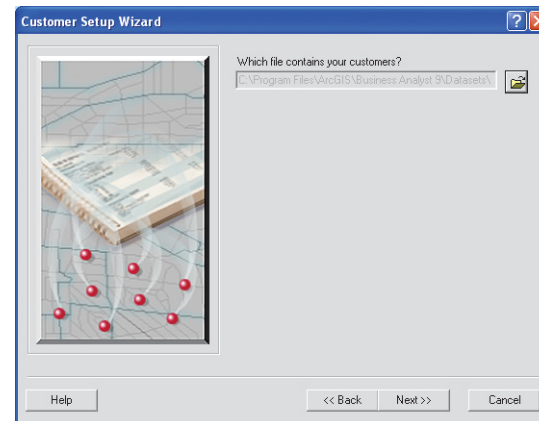 Customer Setup Wizard
Which file contains your customers?
C:\Program Files\ArcGIS\Business Analyst 9\Datasets\
Help
<< Back
Next >>
Cancel